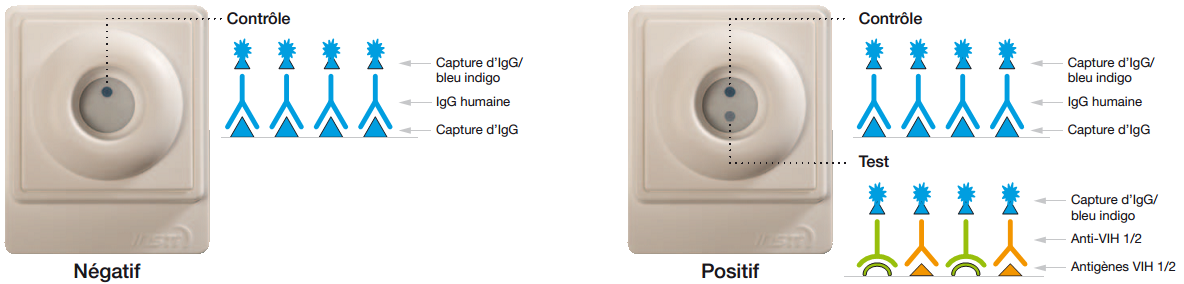 Contrôle
Capture d'IgG/
bleu indigo
IgG humaine
Capture d'IgG
Négatif
Contrôle
Capture d'IgG/
bleu indigo
IgG humaine
Capture d'IgG
Test
Capture d'IgG/
bleu indigo
Anti-VIH 1/2
Antigènes VIH 1/2
Positif